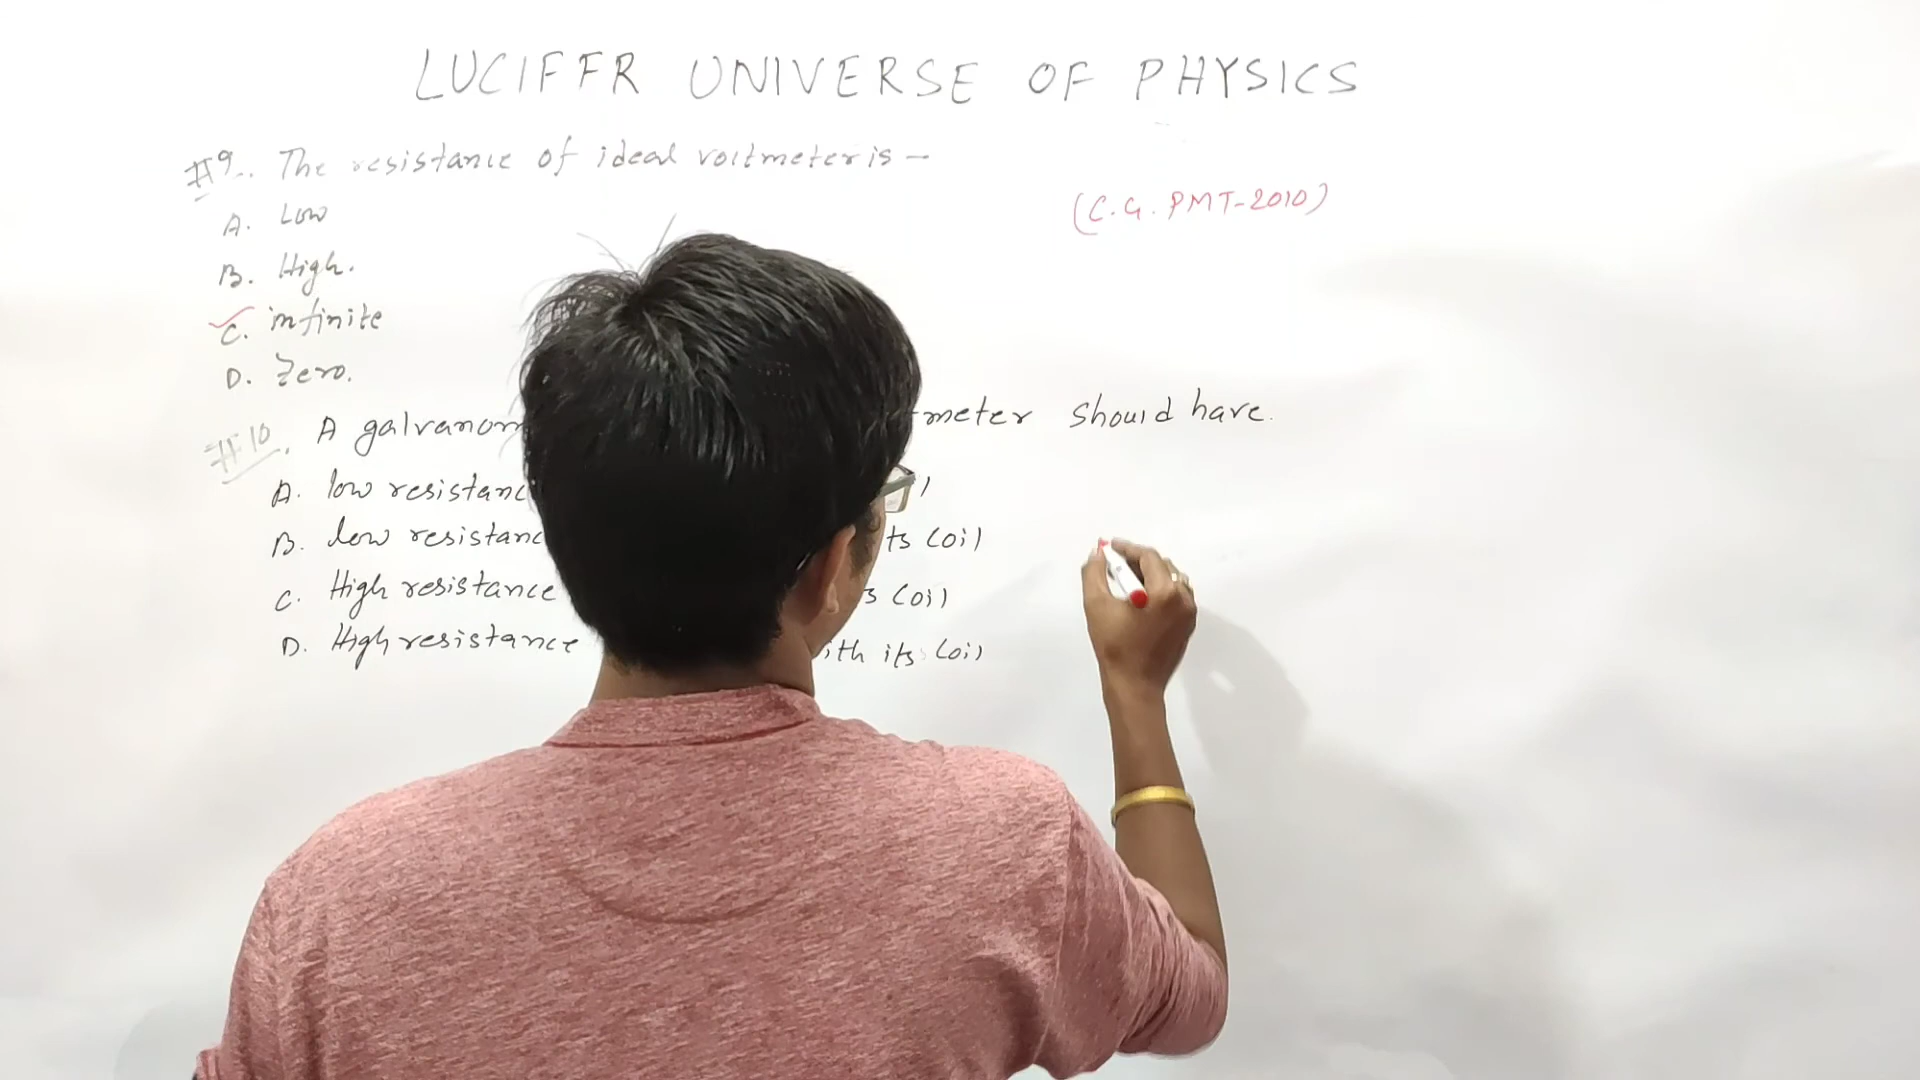 LUCIFFR UNIVERSE OF PHYSICS
#9.. The resistance of ideal voltmeter is —
(C.G. PMT-2010)
A. Low
B. High.
C. infinite
D. Zero.
#10. A galvanom meter should have.
A. low resistanc
B. low resistanc ts coil
C. High resistance s coil
D. High resistance ith its coil